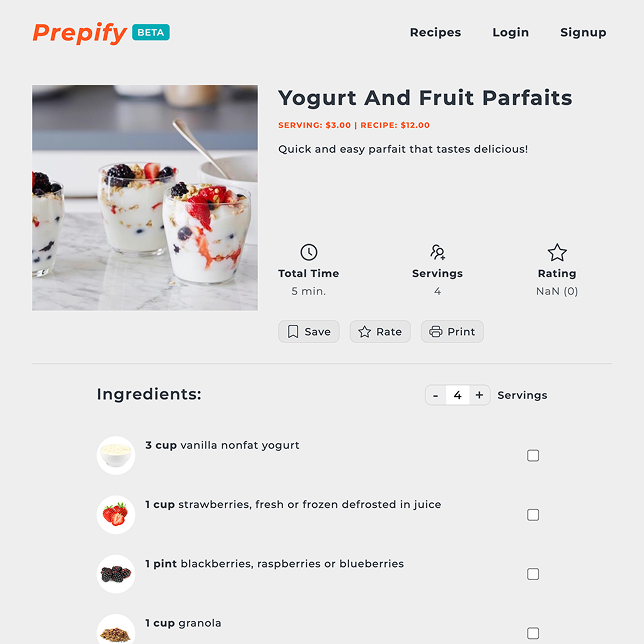 Prepify BETA
Recipes Login Signup
Yogurt And Fruit Parfaits
SERVING: $3.00 | RECIPE: $12.00
Quick and easy parfait that tastes delicious!
Total Time Servings Rating
5 min. 4 NaN (0)
Save Rate Print
Ingredients: - 4 + Servings
3 cup vanilla nonfat yogurt
1 cup strawberries, fresh or frozen defrosted in juice
1 pint blackberries, raspberries or blueberries
1 cup granola